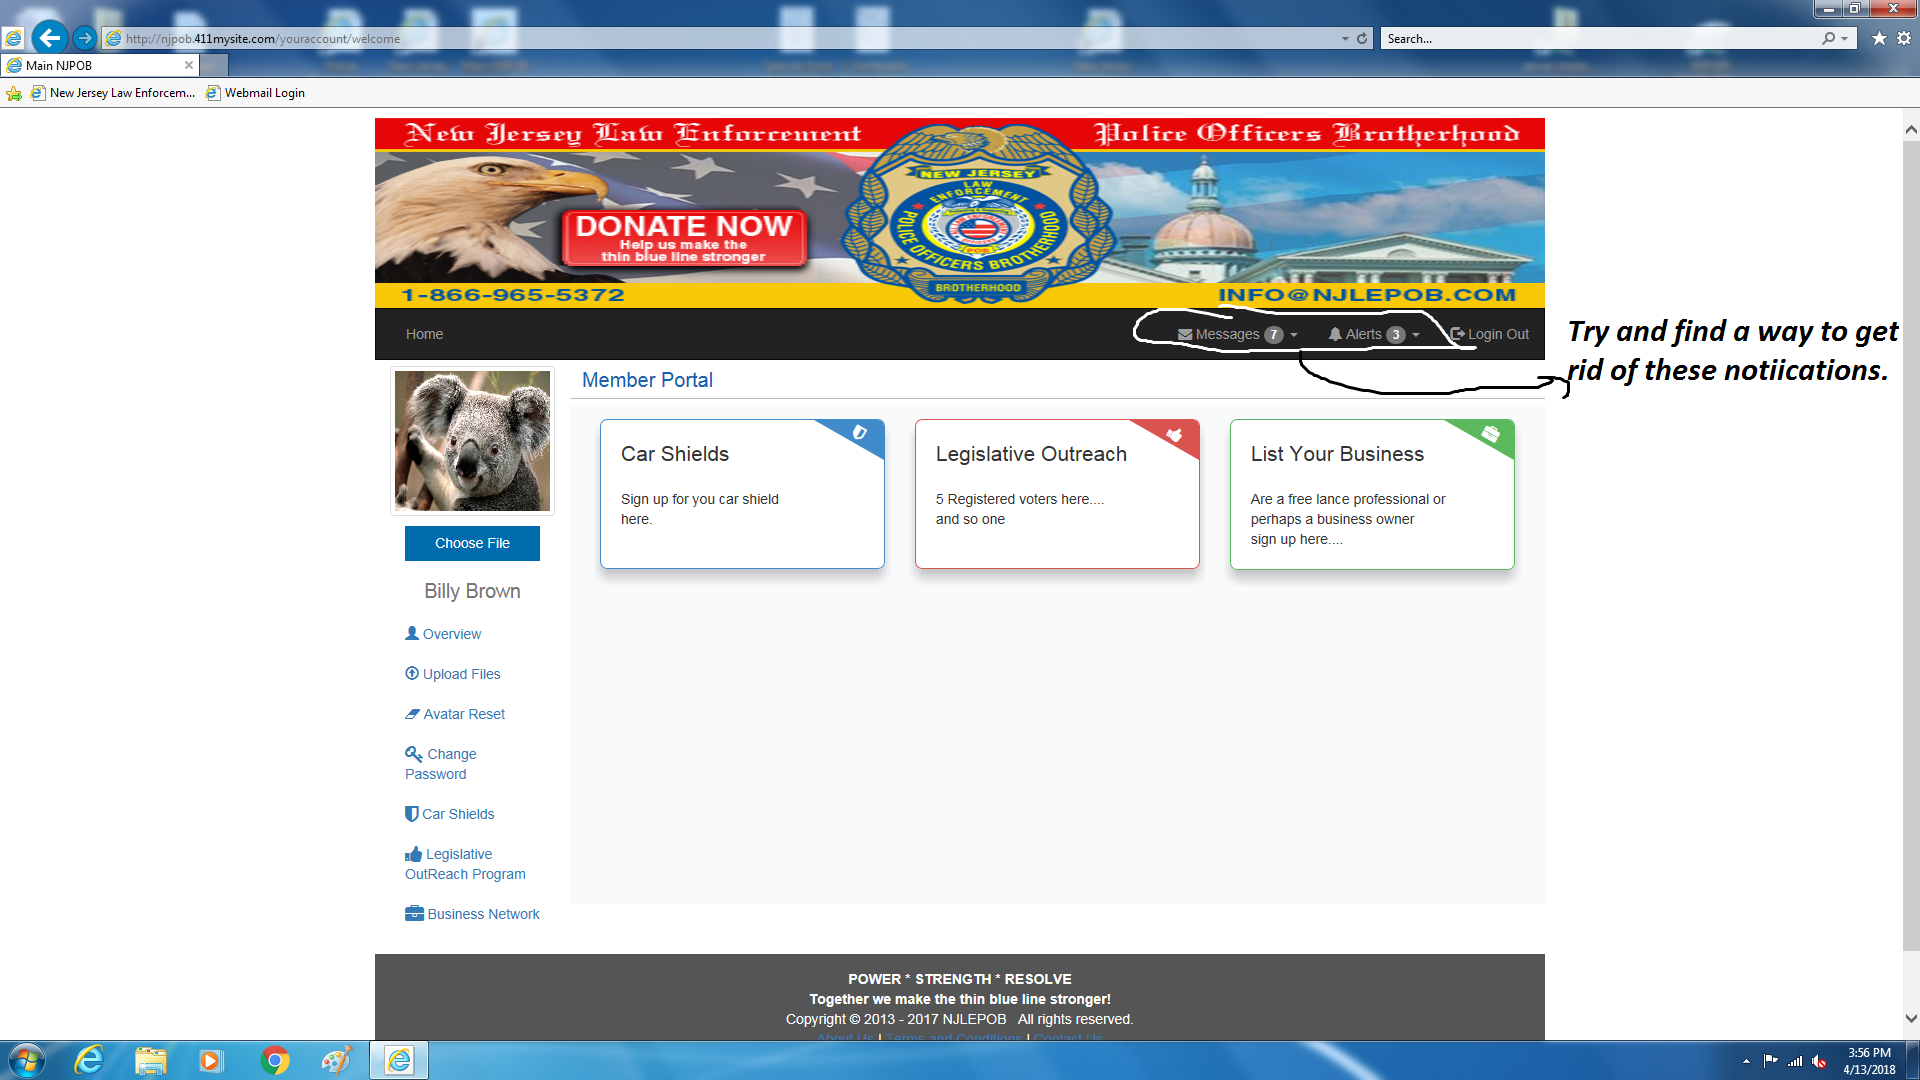 http://njpob.411mysite.com/youraccount/welcome
Search...
Main NJPOB
New Jersey Law Enforcem...
Webmail Login
New Jersey Law Enforcement
Police Officers Brotherhood
NEW JERSEY
LAW
ENFORCEMENT
POLICE OFFICERS BROTHERHOOD
BROTHERHOOD
DONATE NOW
Help us make the
thin blue line stronger
1-866-965-5372
INFO@NJLEPOB.COM
Home
Messages 7
Alerts 3
Login Out
Try and find a way to get
rid of these notiications.
Member Portal
Choose File
Billy Brown
Overview
Upload Files
Avatar Reset
Change
Password
Car Shields
Legislative
OutReach Program
Business Network
Car Shields
Sign up for you car shield
here.
Legislative Outreach
5 Registered voters here....
and so one
List Your Business
Are a free lance professional or
perhaps a business owner
sign up here....
POWER * STRENGTH * RESOLVE
Together we make the thin blue line stronger!
Copyright © 2013 - 2017 NJLEPOB   All rights reserved.
About Us | Terms and Conditions | Contact Us
3:56 PM
4/13/2018